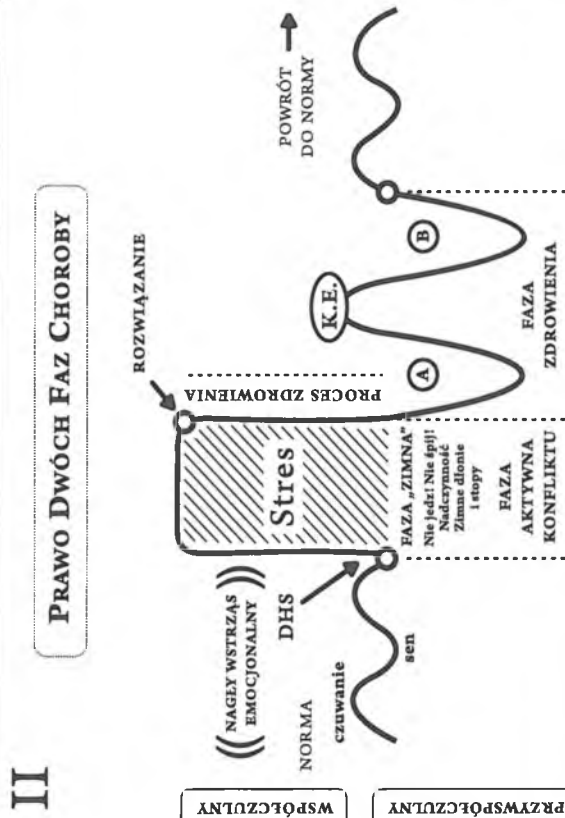 II
PRAWO DWÓCH FAZ CHOROBY
WSPÓŁCZULNY
PRZYWSPÓŁCZULNY
NAGŁY WSTRZĄS
EMOCJONALNY
NORMA
czuwanie
sen
DHS
Stres
ROZWIĄZANIE
PROCES ZDROWIENIA
FAZA „ZIMNA”
Nie jedz! Nie śpij!
Nadczynność
Zimne dłonie
i stopy
FAZA
AKTYWNA
KONFLIKTU
A
K.E.
B
FAZA
ZDROWIENIA
POWRÓT
DO NORMY